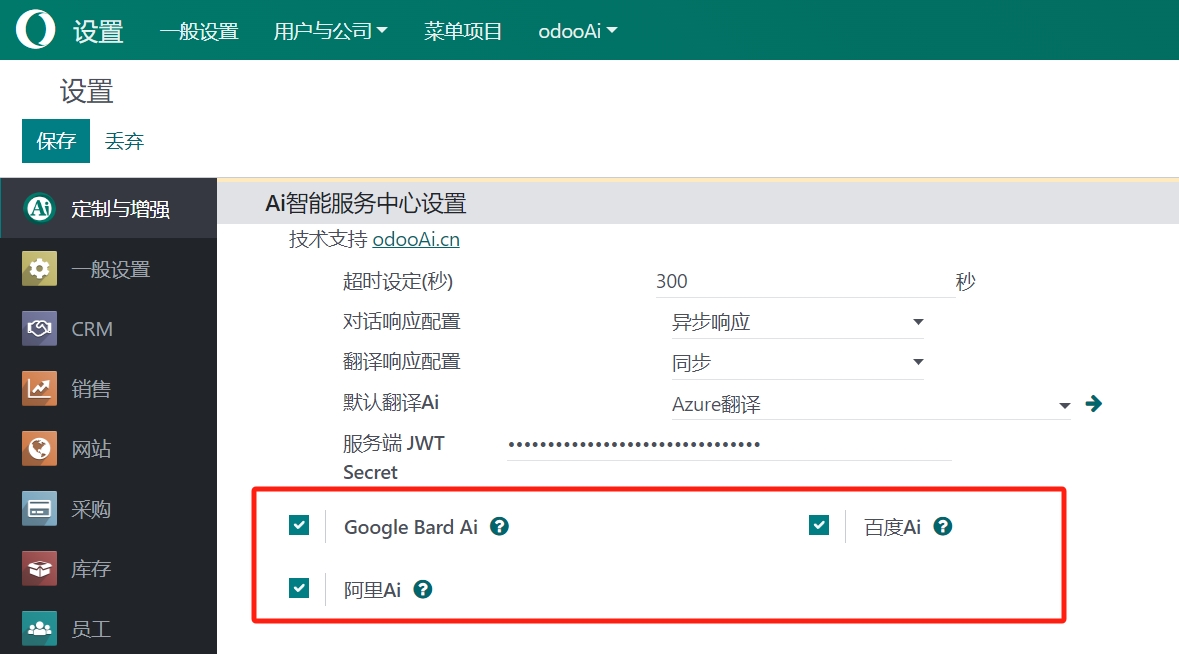 设置 一般设置 用户与公司 菜单项目 odooAi
设置
保存 丢弃
Ai 定制与增强
一般设置
CRM
销售
网站
采购
库存
员工
Ai智能服务中心设置
技术支持 odooAi.cn
超时设定(秒) 300 秒
对话响应配置 异步响应
翻译响应配置 同步
默认翻译Ai Azure翻译
服务端 JWT
Secret
Google Bard Ai ? 百度Ai ?
阿里Ai ?